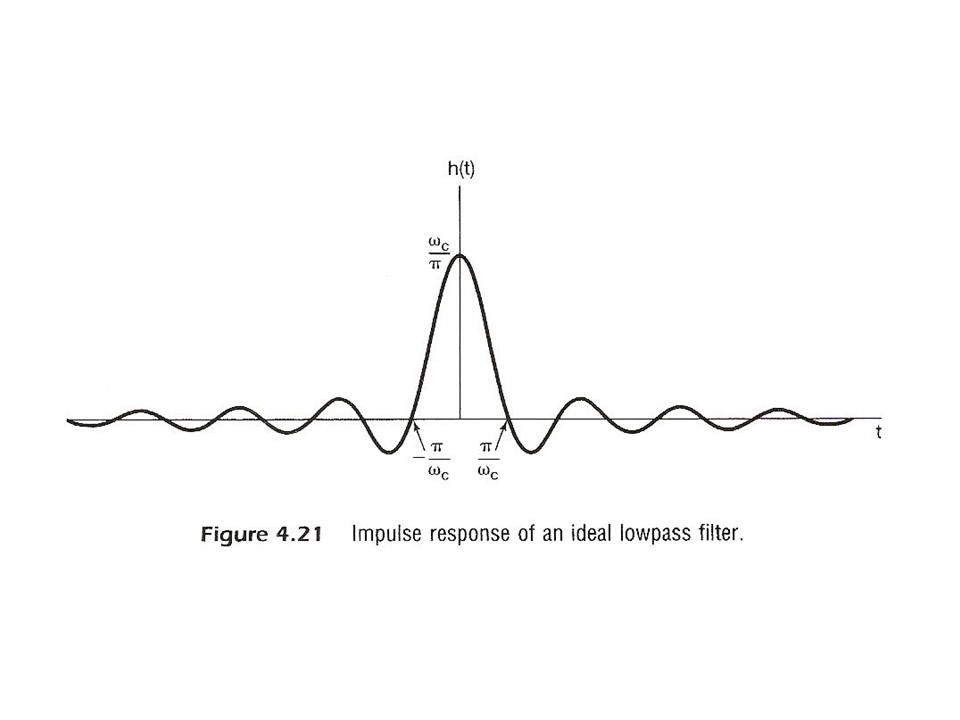 h(t)
ωc
π
t
− π π
ωc ωc
Figure 4.21 Impulse response of an ideal lowpass filter.